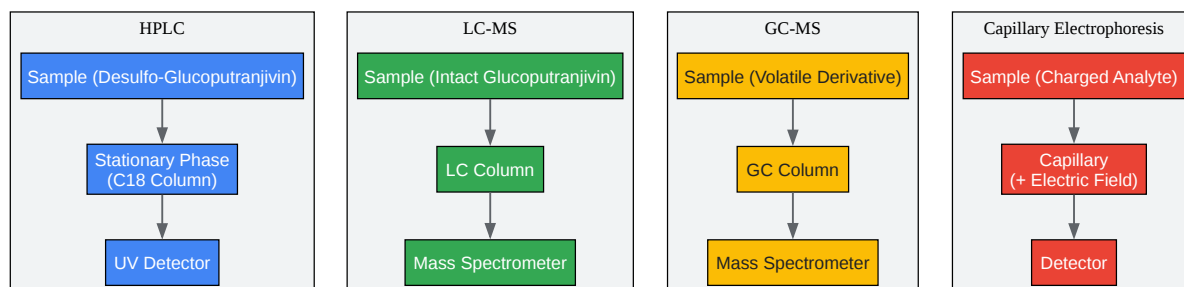 HPLC
Sample (Desulfo-Glucoputranjivin)
Stationary Phase
(C18 Column)
UV Detector
LC-MS
Sample (Intact Glucoputranjivin)
LC Column
Mass Spectrometer
GC-MS
Sample (Volatile Derivative)
GC Column
Mass Spectrometer
Capillary Electrophoresis
Sample (Charged Analyte)
Capillary
(+ Electric Field)
Detector